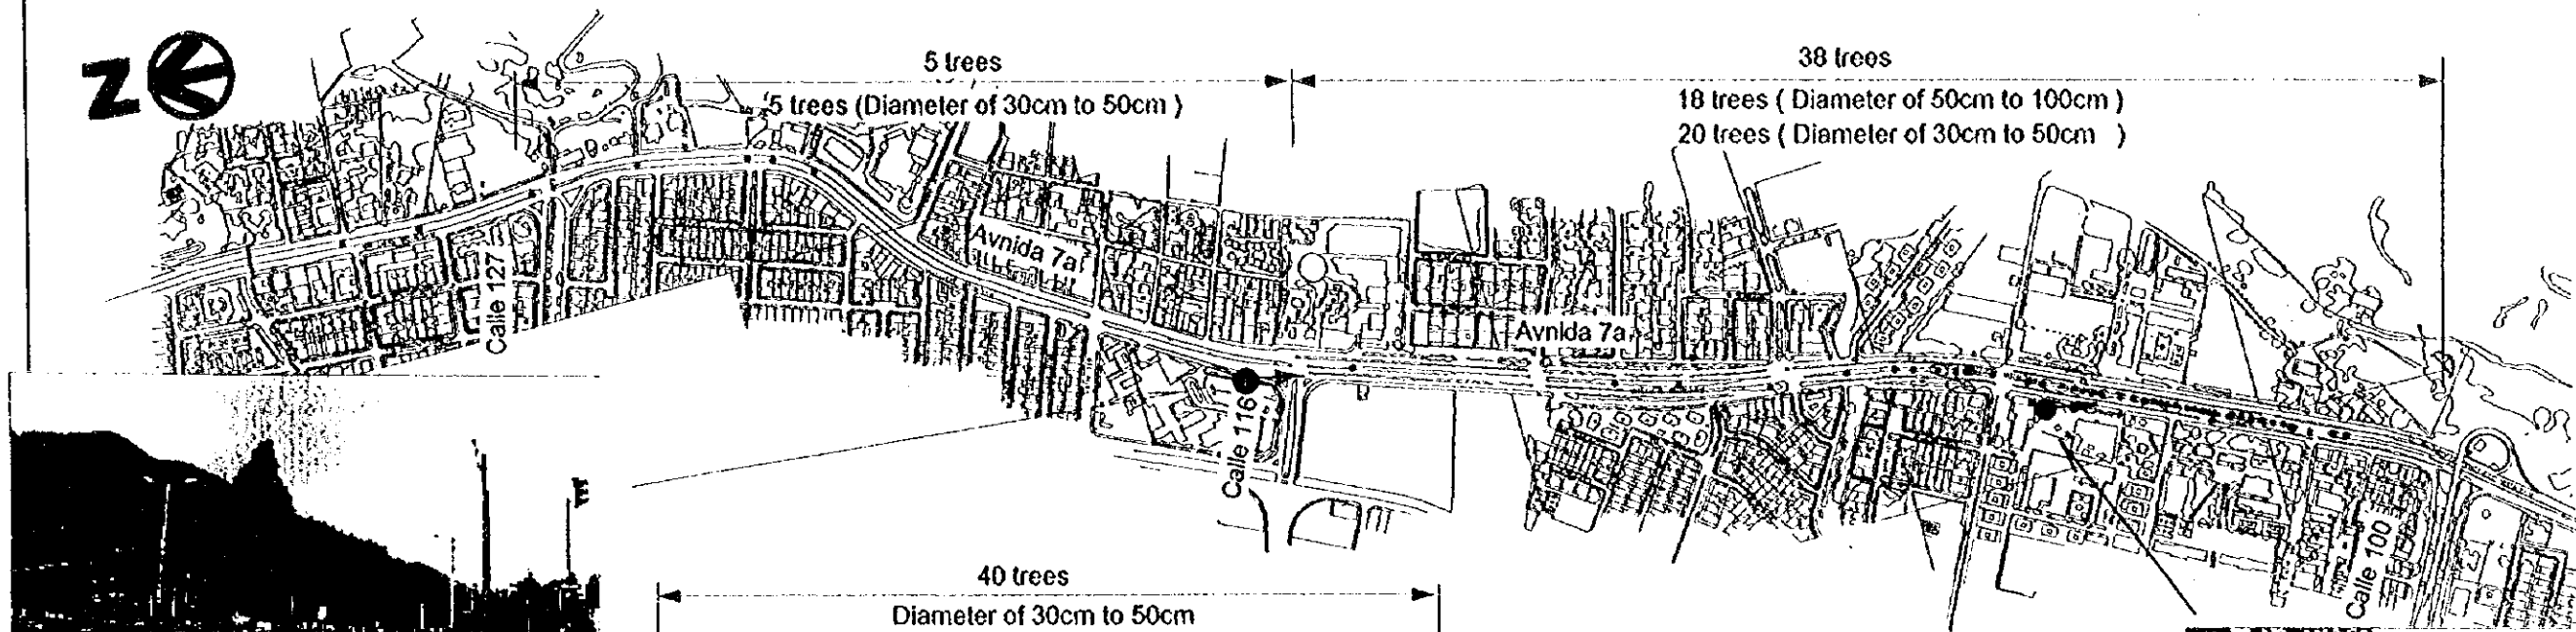 Z
5 trees
'5 trees (Diameter of 30cm to 50cm )
38 trees
18 trees ( Diameter of 50cm to 100cm )
20 trees ( Diameter of 30cm to 50cm )
Calle 127
Avnida 7a
Avnida 7a
Calle 116
Calle 100
40 trees
Diameter of 30cm to 50cm